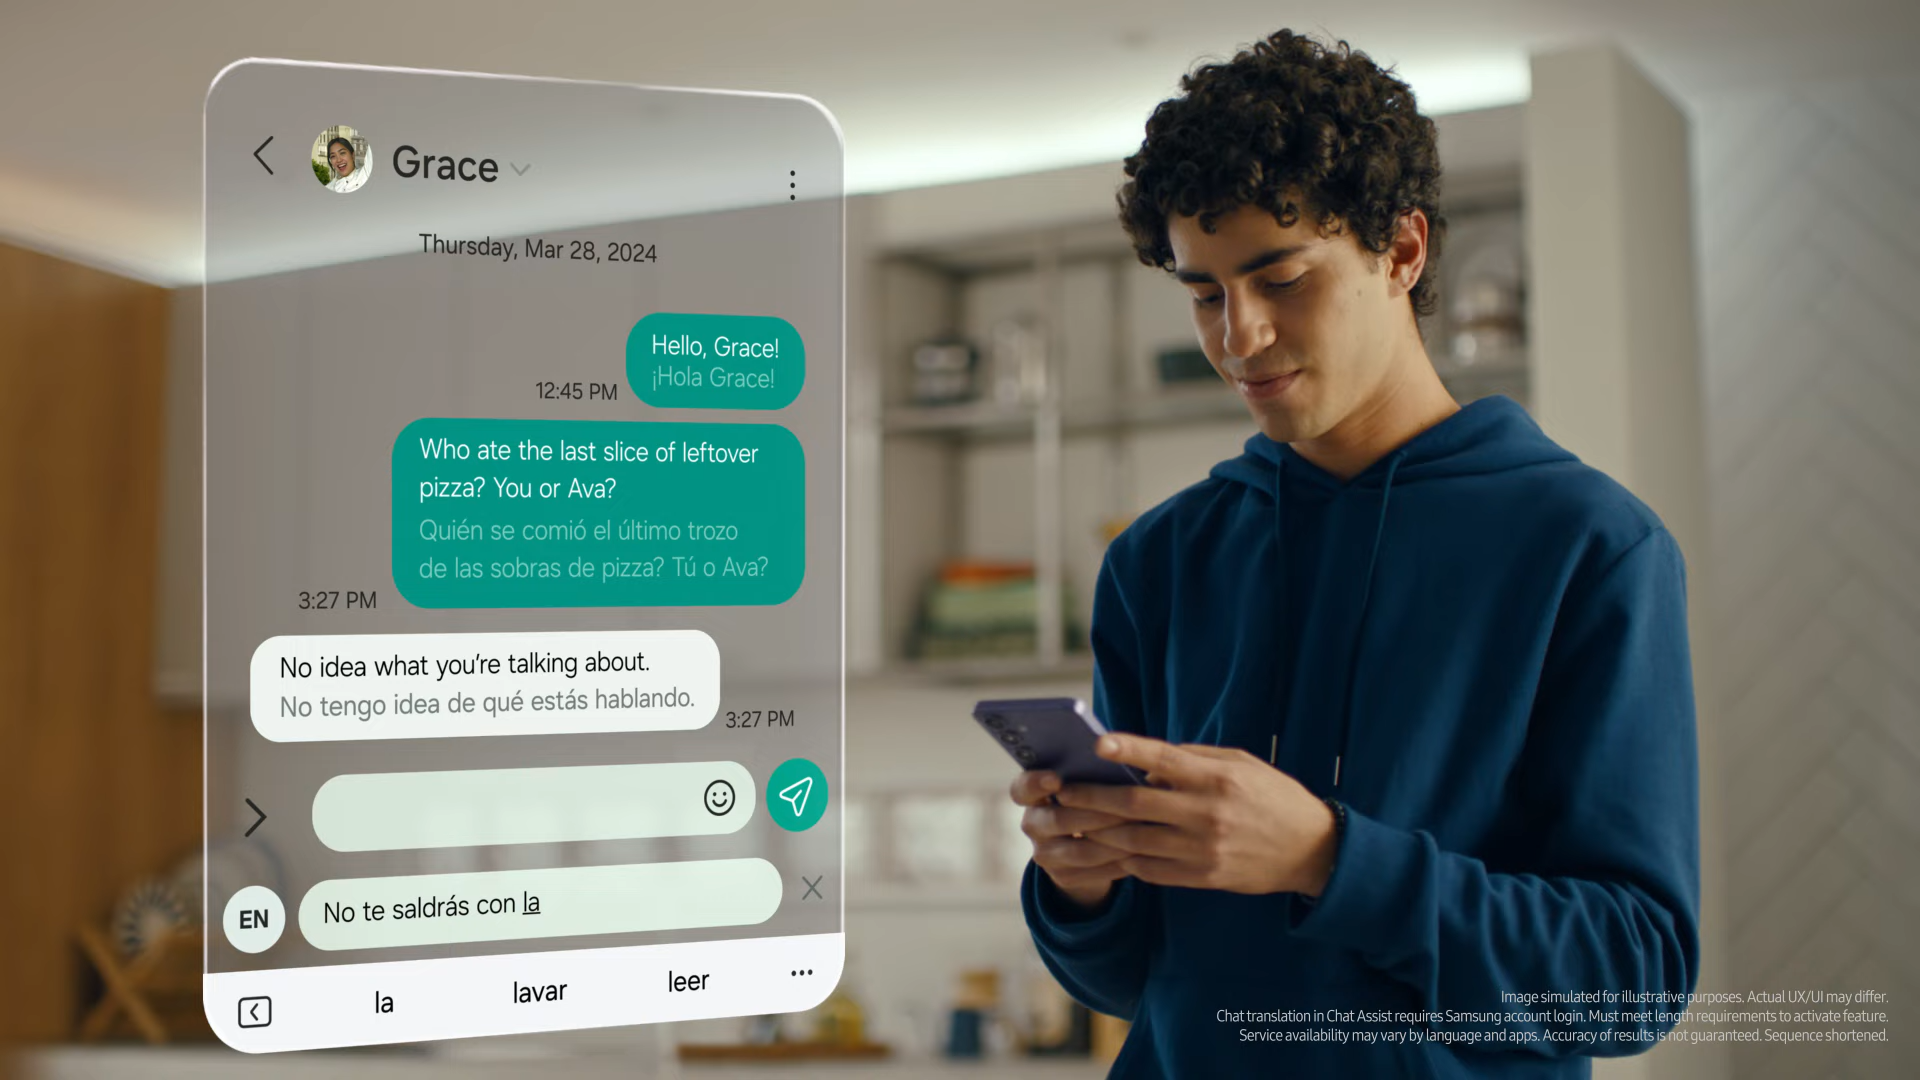 Grace
Thursday, Mar 28, 2024
Hello, Grace!
¡Hola Grace!
12:45 PM
Who ate the last slice of leftover
pizza? You or Ava?
Quién se comió el último trozo
de las sobras de pizza? Tú o Ava?
3:27 PM
No idea what you’re talking about.
No tengo idea de qué estás hablando.
3:27 PM
EN
No te saldrás con la
la
lavar
leer
Image simulated for illustrative purposes. Actual UX/UI may differ.
Chat translation in Chat Assist requires Samsung account login. Must meet length requirements to activate feature.
Service availability may vary by language and apps. Accuracy of results is not guaranteed. Sequence shortened.